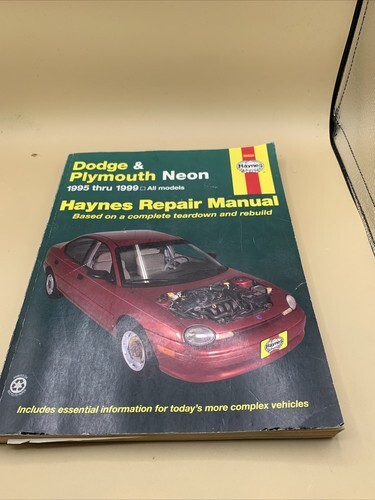 Haynes
Dodge &
Plymouth Neon
1995 thru 1999 □ All models
Haynes Repair Manual
Based on a complete teardown and rebuild
Haynes
Includes essential information for today's more complex vehicles